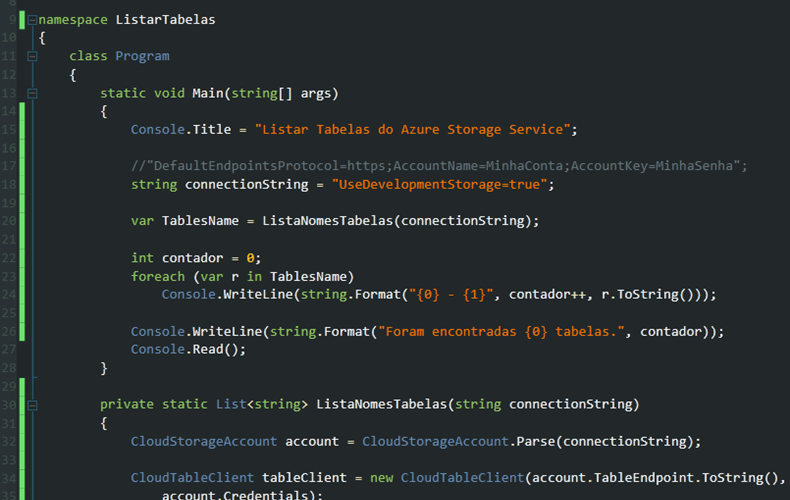 8
9 namespace ListarTabelas
10 {
11 class Program
12 {
13 static void Main(string[] args)
14 {
15 Console.Title = "Listar Tabelas do Azure Storage Service";
16
17 //"DefaultEndpointsProtocol=https;AccountName=MinhaConta;AccountKey=MinhaSenha";
18 string connectionString = "UseDevelopmentStorage=true";
19
20 var TablesName = ListaNomesTabelas(connectionString);
21
22 int contador = 0;
23 foreach (var r in TablesName)
24 Console.WriteLine(string.Format("{0} - {1}", contador++, r.ToString()));
25
26 Console.WriteLine(string.Format("Foram encontradas {0} tabelas.", contador));
27 Console.Read();
28 }
29
30 private static List<string> ListaNomesTabelas(string connectionString)
31 {
32 CloudStorageAccount account = CloudStorageAccount.Parse(connectionString);
33
34 CloudTableClient tableClient = new CloudTableClient(account.TableEndpoint.ToString(),
35 account.Credentials);